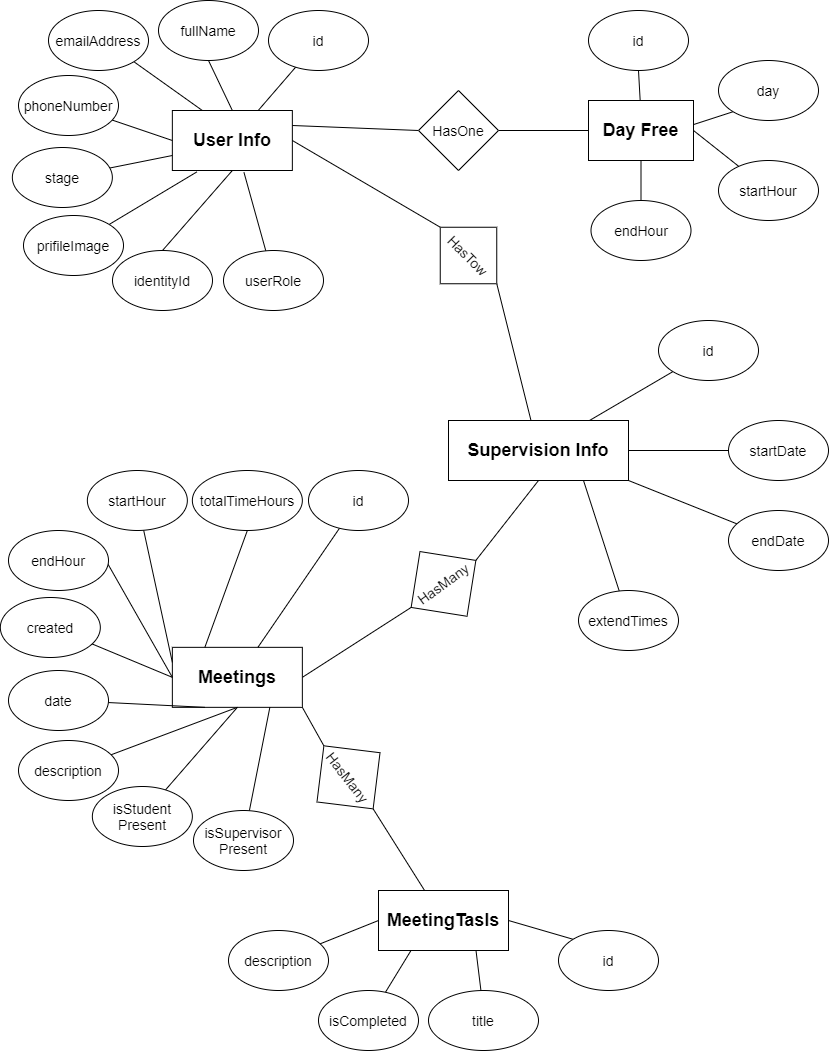 emailAddress
fullName
id
phoneNumber
User Info
stage
prifileImage
identityId
userRole
HasOne
id
Day Free
day
startHour
endHour
HasTow
id
Supervision Info
startDate
endDate
extendTimes
HasMany
startHour
totalTimeHours
id
endHour
created
Meetings
date
description
isStudent
Present
isSupervisor
Present
HasMany
MeetingTasls
description
isCompleted
title
id